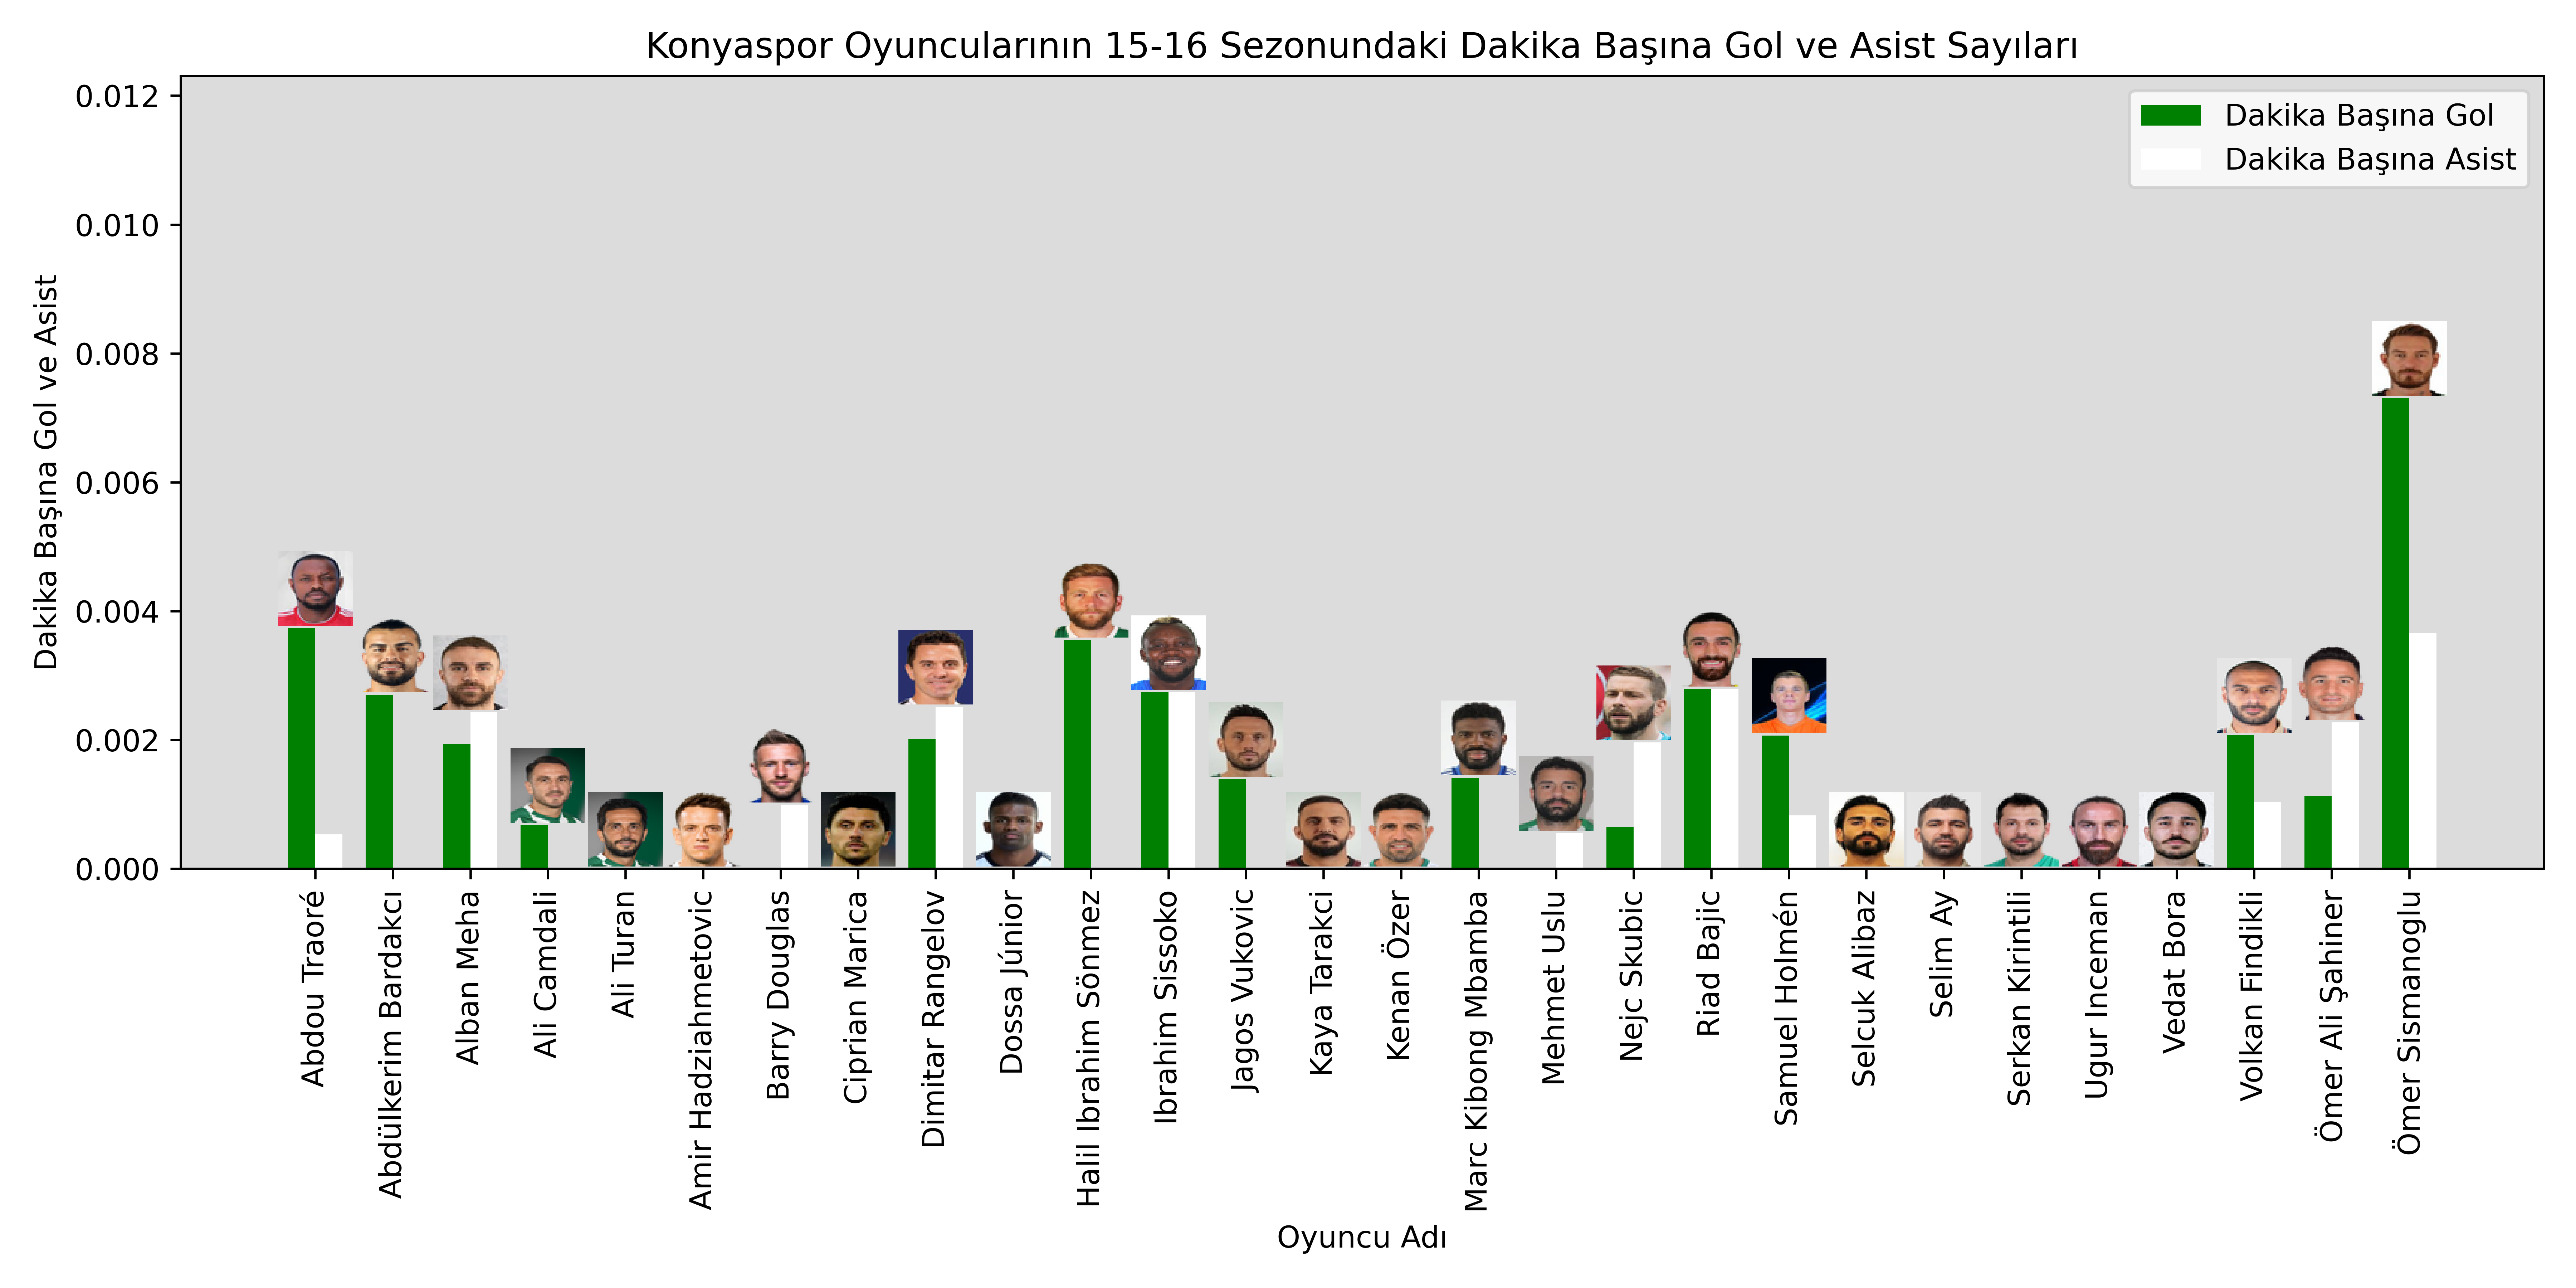 Konyaspor Oyuncularının 15-16 Sezonundaki Dakika Başına Gol ve Asist Sayıları
Dakika Başına Gol
Dakika Başına Asist
Dakika Başına Gol ve Asist
0.012
0.010
0.008
0.006
0.004
0.002
0.000
Abdou Traoré
Abdülkerim Bardakcı
Alban Meha
Ali Camdali
Ali Turan
Amir Hadziahmetovic
Barry Douglas
Ciprian Marica
Dimitar Rangelov
Dossa Júnior
Halil Ibrahim Sönmez
Ibrahim Sissoko
Jagos Vukovic
Kaya Tarakci
Kenan Özer
Marc Kibong Mbamba
Mehmet Uslu
Nejc Skubic
Riad Bajic
Samuel Holmén
Selcuk Alibaz
Selim Ay
Serkan Kirintili
Ugur Inceman
Vedat Bora
Volkan Findikli
Ömer Ali Şahiner
Ömer Sismanoglu
Oyuncu Adı